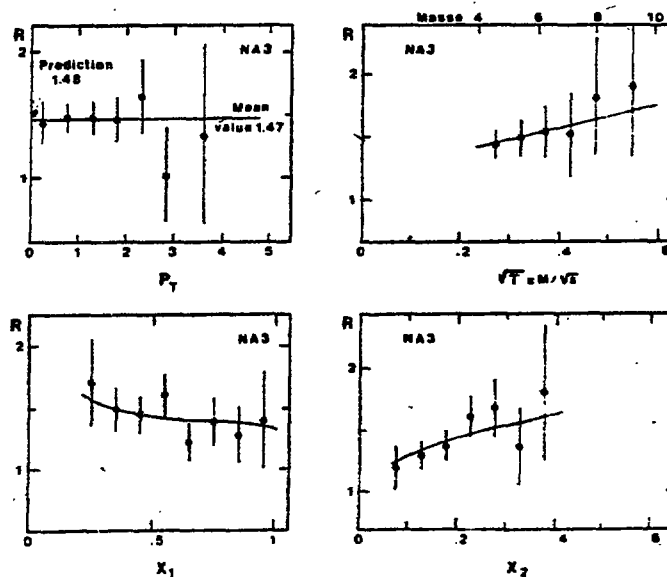 R
NA3
2
Prediction
1.48
Mean
value 1.47
1
0 1 2 3 4 5
P_T
Masse 4 6 8 10
R
NA3
2
1
0 .2 .4 6
√T = M/√s
R
NA3
2
1
0 .5 1
X₁
R
NA3
2
1
0 .2 .4 6
X₂